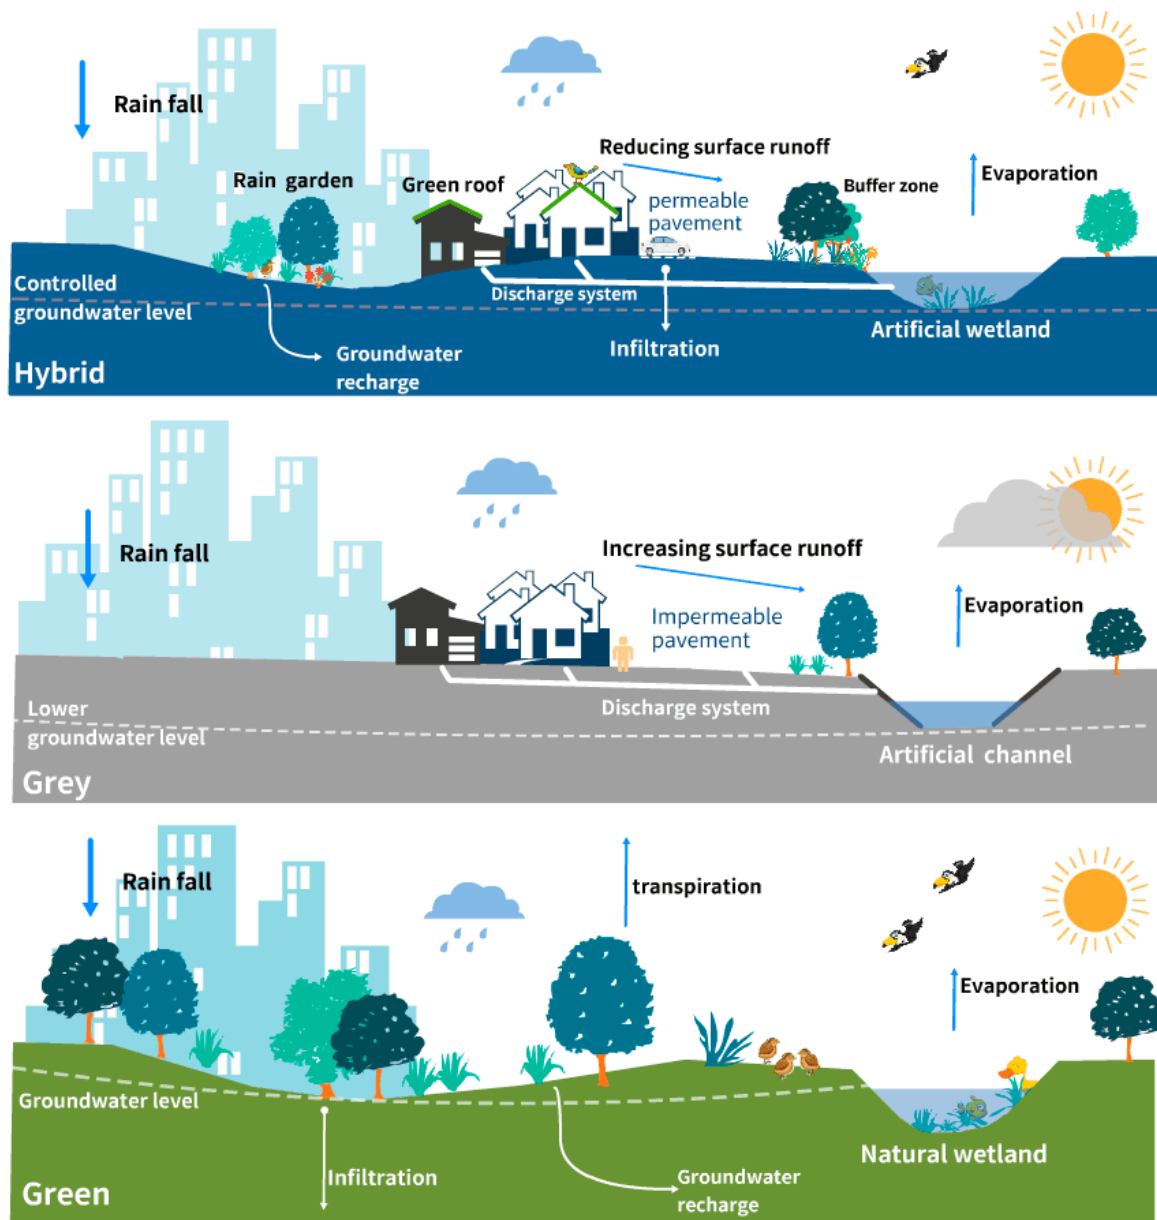 Rain fall
Reducing surface runoff
Rain garden
Green roof
permeable
pavement
Buffer zone
Evaporation
Controlled
groundwater level
Discharge system
Artificial wetland
Infiltration
Groundwater
recharge
Hybrid
Rain fall
Increasing surface runoff
Impermeable
pavement
Evaporation
Lower
groundwater level
Discharge system
Artificial channel
Grey
Rain fall
transpiration
Evaporation
Groundwater level
Natural wetland
Infiltration
Groundwater
recharge
Green